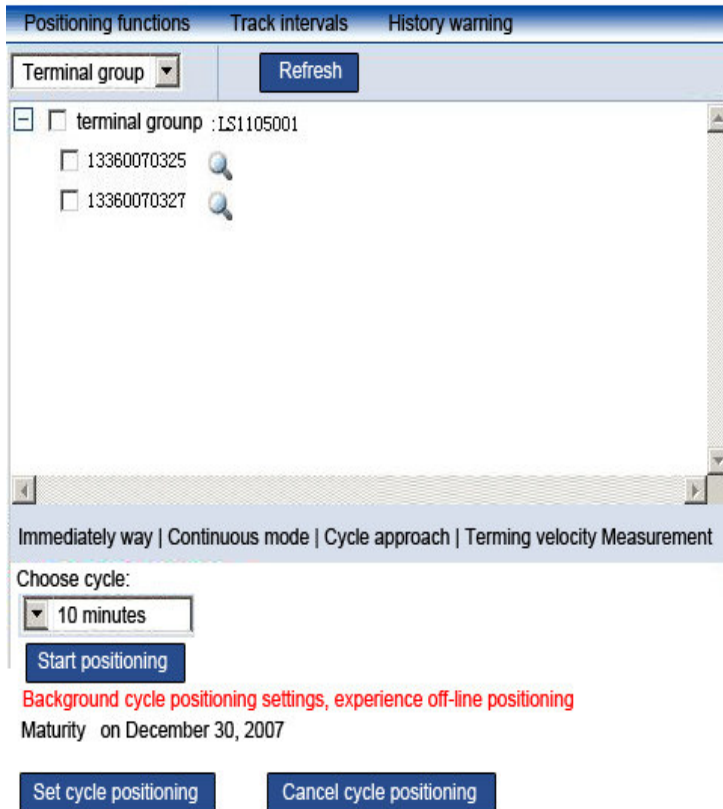 Positioning functions Track intervals History warning
Terminal group Refresh
terminal grounp :LS1105001
13360070325
13360070327
Immediately way | Continuous mode | Cycle approach | Terming velocity Measurement
Choose cycle:
10 minutes
Start positioning
Background cycle positioning settings, experience off-line positioning
Maturity on December 30, 2007
Set cycle positioning Cancel cycle positioning